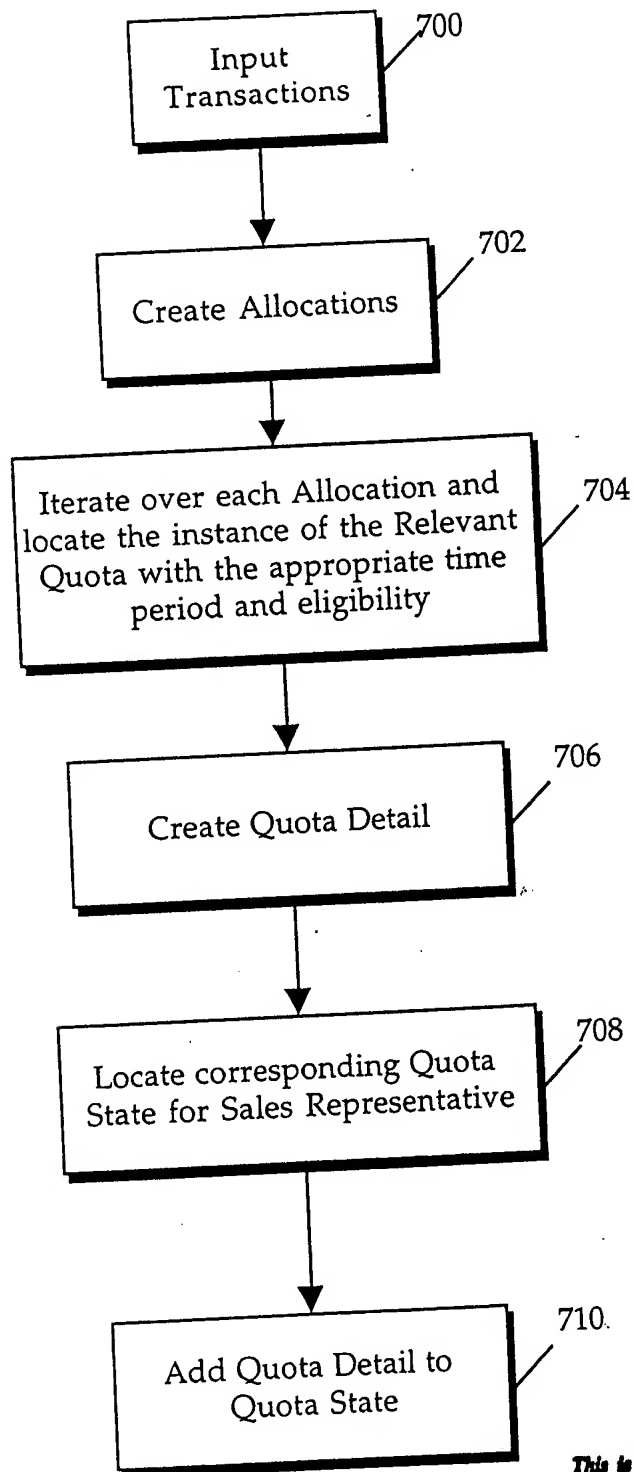 700
Input
Transactions
702
Create Allocations
704
Iterate over each Allocation and
locate the instance of the Relevant
Quota with the appropriate time
period and eligibility
706
Create Quota Detail
708
Locate corresponding Quota
State for Sales Representative
710
Add Quota Detail to
Quota State
This is